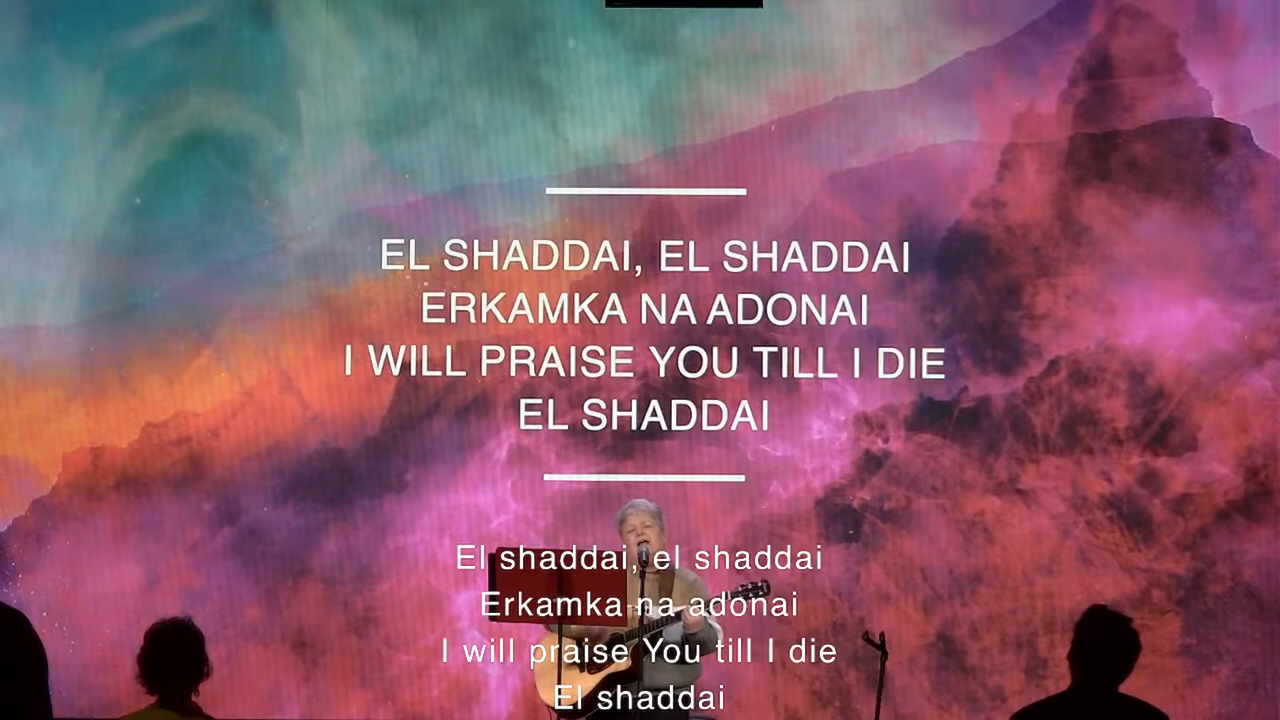 EL SHADDAI, EL SHADDAI
ERKAMKA NA ADONAI
I WILL PRAISE YOU TILL I DIE
EL SHADDAI
El shaddai, el shaddai
Erkamka na adonai
I will praise You till I die
El shaddai